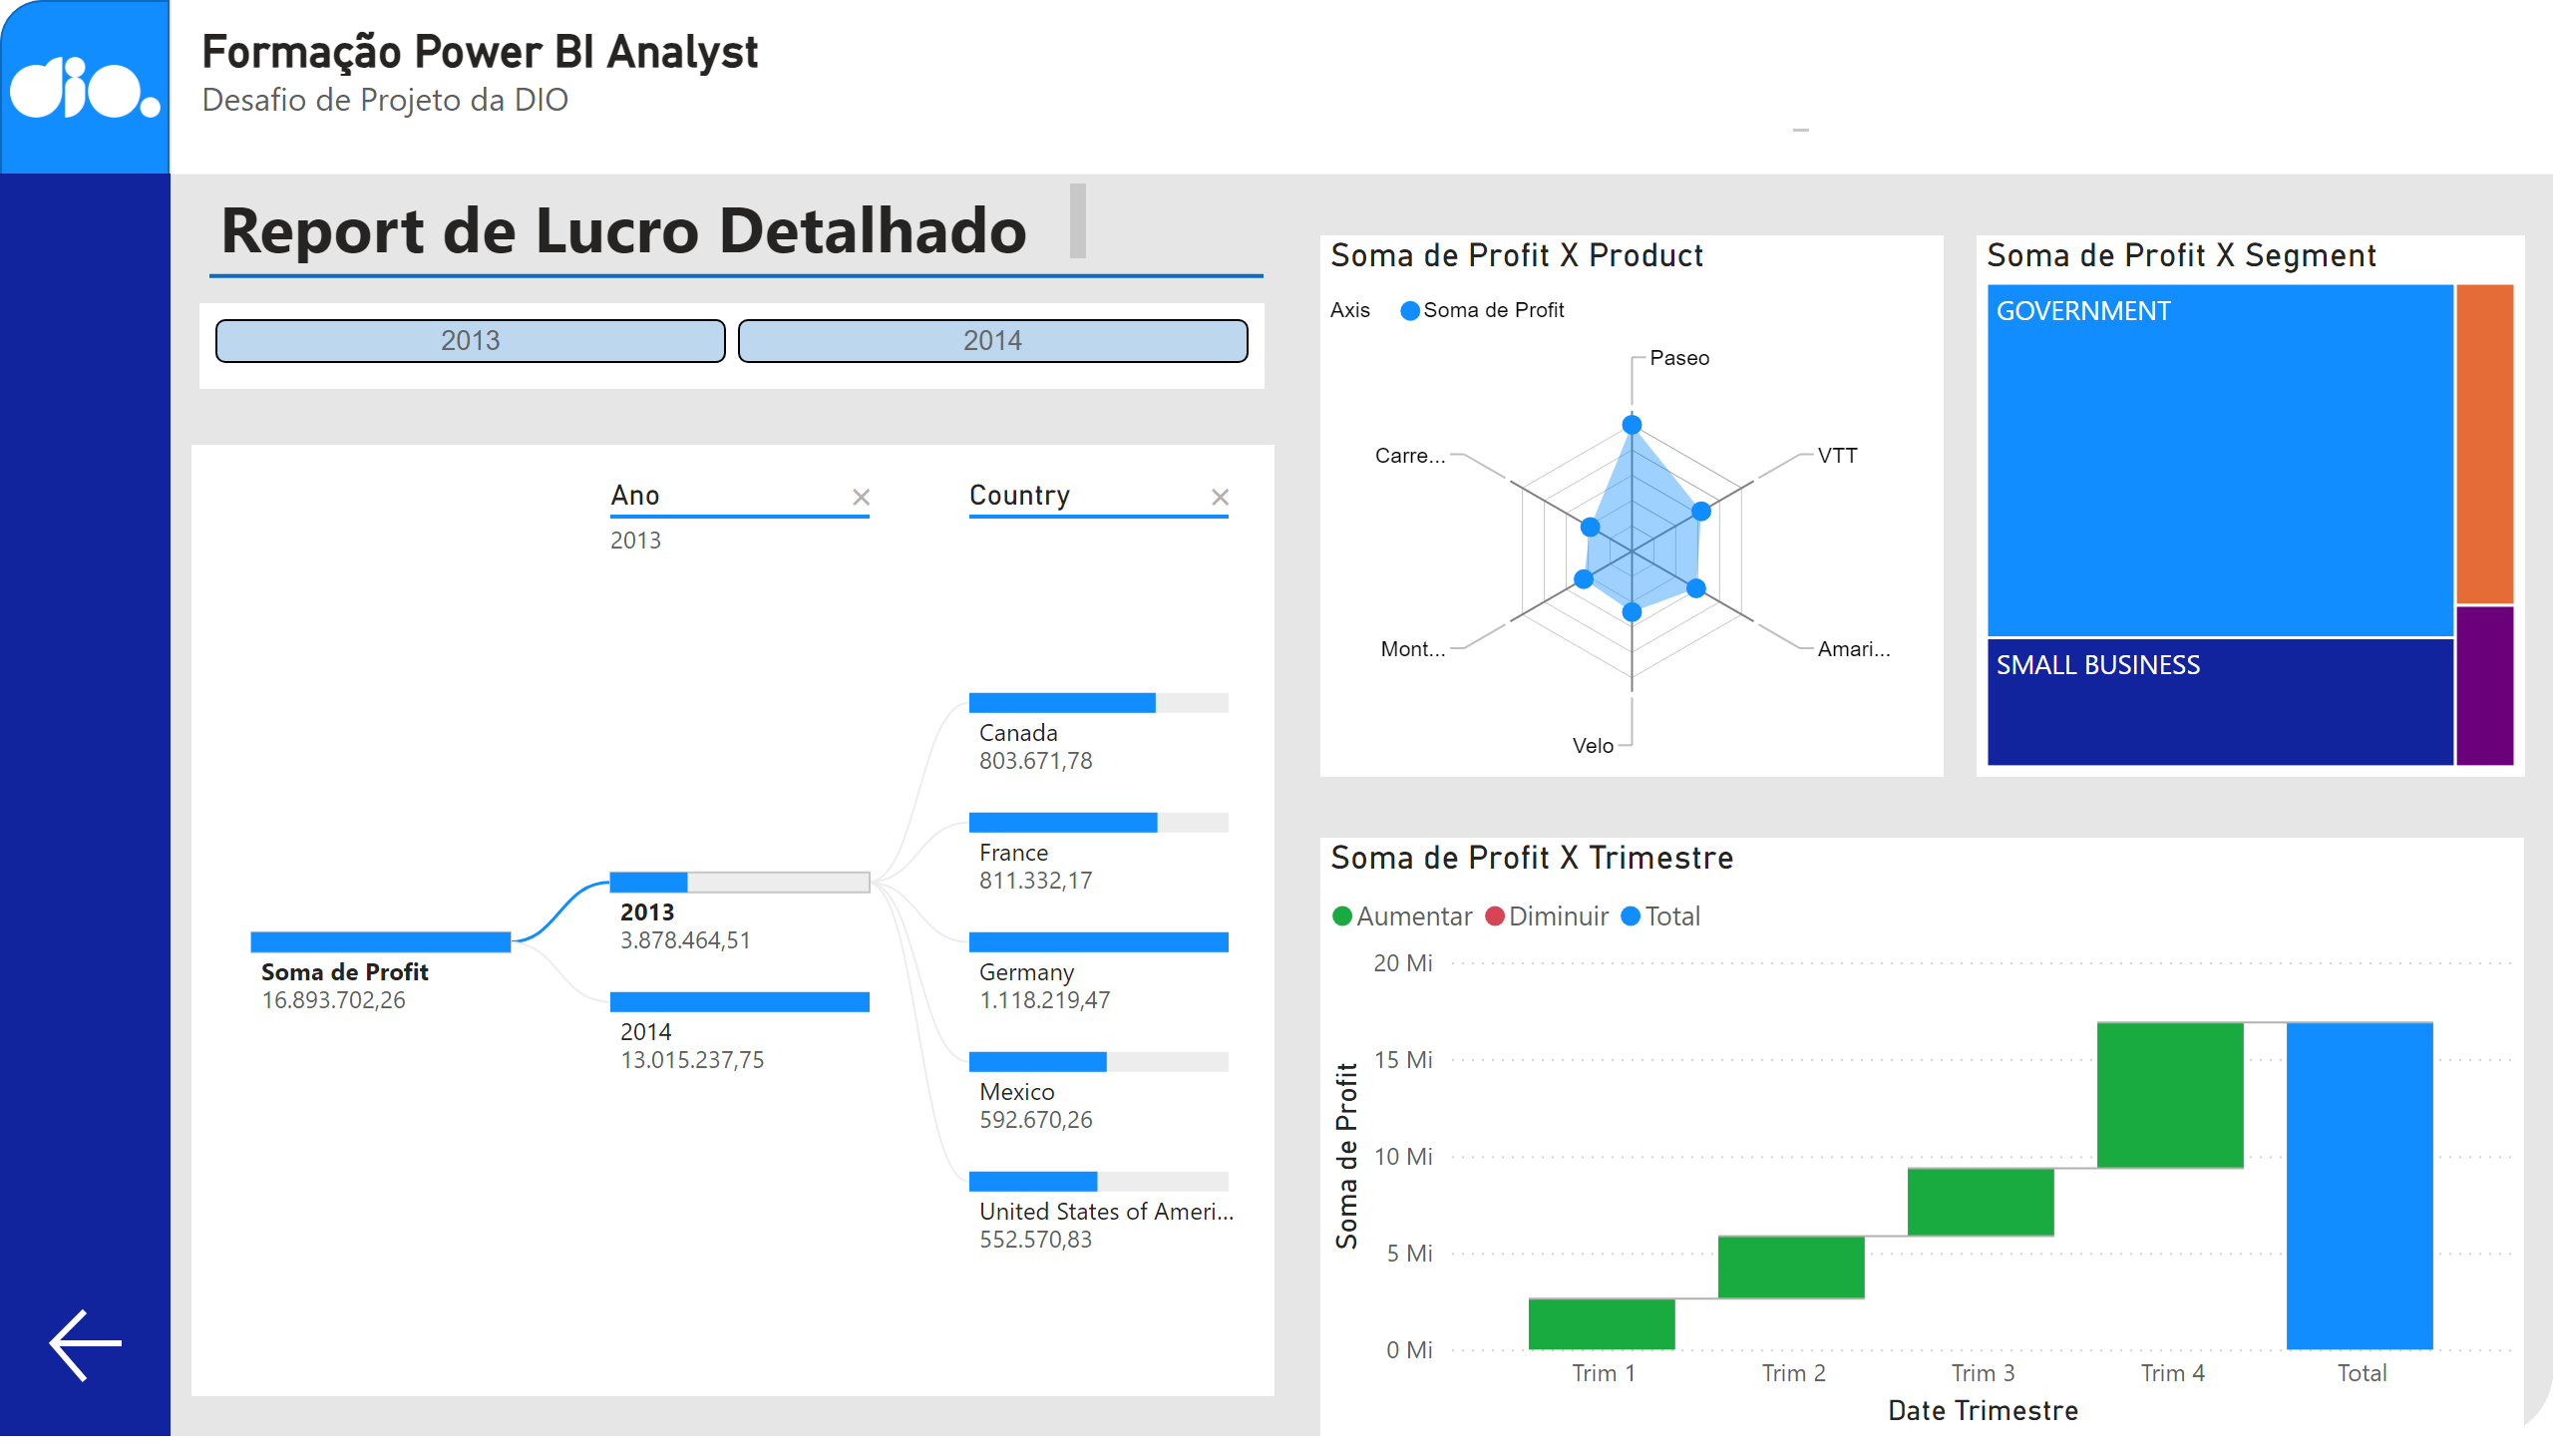 dio.
Formação Power BI Analyst
Desafio de Projeto da DIO
Report de Lucro Detalhado
2013
2014
Ano
2013
Country
Soma de Profit
16.893.702,26
2013
3.878.464,51
2014
13.015.237,75
Canada
803.671,78
France
811.332,17
Germany
1.118.219,47
Mexico
592.670,26
United States of Ameri...
552.570,83
Soma de Profit X Product
Axis Soma de Profit
Paseo
VTT
Amari...
Velo
Mont...
Carre...
Soma de Profit X Segment
GOVERNMENT
SMALL BUSINESS
Soma de Profit X Trimestre
Aumentar Diminuir Total
Soma de Profit
20 Mi
15 Mi
10 Mi
5 Mi
0 Mi
Trim 1 Trim 2 Trim 3 Trim 4 Total
Date Trimestre